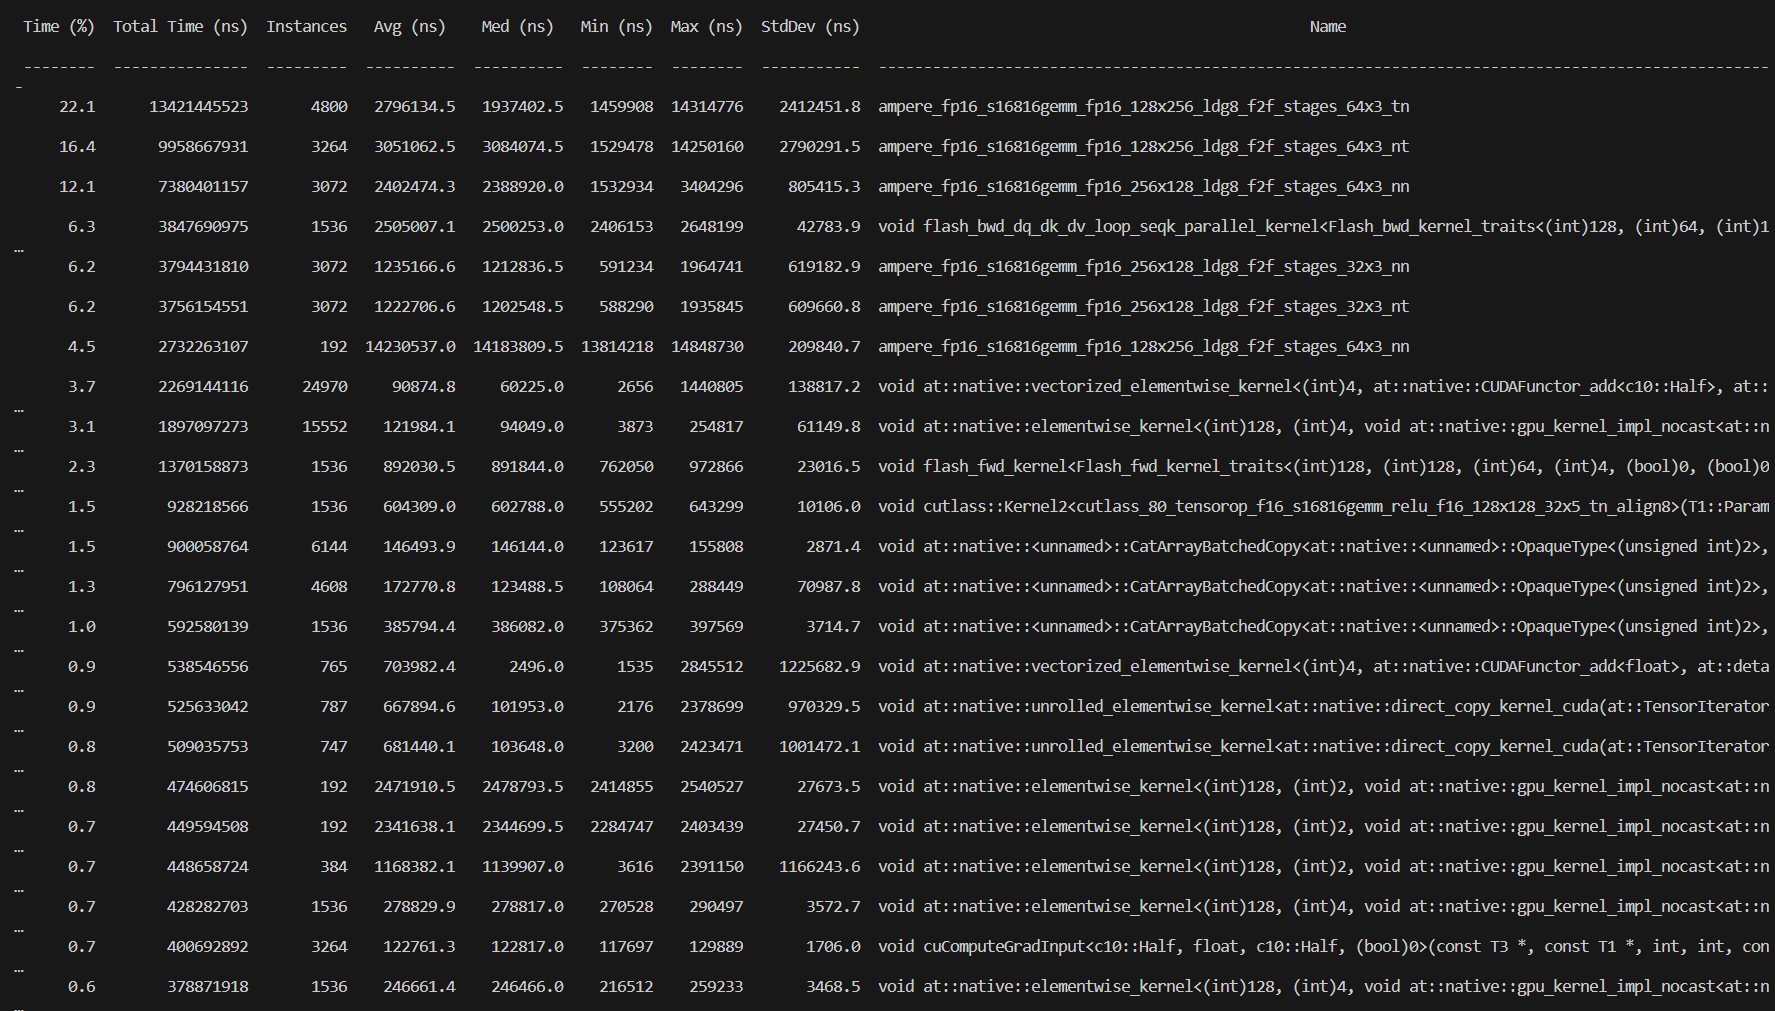 Time (%)  Total Time (ns)  Instances   Avg (ns)    Med (ns)   Min (ns)  Max (ns)  StdDev (ns)                                                  Name
--------  ---------------  ---------  ----------  ----------  --------  --------  -----------  ---------------------------------------------------------------------------------------------------
-
22.1      13421445523       4800   2796134.5   1937402.5   1459908  14314776    2412451.8  ampere_fp16_s16816gemm_fp16_128x256_ldg8_f2f_stages_64x3_tn
16.4       9958667931       3264   3051062.5   3084074.5   1529478  14250160    2790291.5  ampere_fp16_s16816gemm_fp16_128x256_ldg8_f2f_stages_64x3_nt
12.1       7380401157       3072   2402474.3   2388920.0   1532934   3404296     805415.3  ampere_fp16_s16816gemm_fp16_256x128_ldg8_f2f_stages_64x3_nn
6.3       3847690975       1536   2505007.1   2500253.0   2406153   2648199      42783.9  void flash_bwd_dq_dk_dv_loop_seqk_parallel_kernel<Flash_bwd_kernel_traits<(int)128, (int)64, (int)1
…
6.2       3794431810       3072   1235166.6   1212836.5    591234   1964741     619182.9  ampere_fp16_s16816gemm_fp16_256x128_ldg8_f2f_stages_32x3_nn
6.2       3756154551       3072   1222706.6   1202548.5    588290   1935845     609660.8  ampere_fp16_s16816gemm_fp16_256x128_ldg8_f2f_stages_32x3_nt
4.5       2732263107        192  14230537.0  14183809.5  13814218  14848730     209840.7  ampere_fp16_s16816gemm_fp16_128x256_ldg8_f2f_stages_64x3_nn
3.7       2269144116      24970     90874.8     60225.0      2656   1440805     138817.2  void at::native::vectorized_elementwise_kernel<(int)4, at::native::CUDAFunctor_add<c10::Half>, at::
…
3.1       1897097273      15552    121984.1     94049.0      3873    254817      61149.8  void at::native::elementwise_kernel<(int)128, (int)4, void at::native::gpu_kernel_impl_nocast<at::n
…
2.3       1370158873       1536    892030.5    891844.0    762050    972866      23016.5  void flash_fwd_kernel<Flash_fwd_kernel_traits<(int)128, (int)128, (int)64, (int)4, (bool)0, (bool)0
…
1.5        928218566       1536    604309.0    602788.0    555202    643299      10106.0  void cutlass::Kernel2<cutlass_80_tensorop_f16_s16816gemm_relu_f16_128x128_32x5_tn_align8>(T1::Param
…
1.5        900058764       6144    146493.9    146144.0    123617    155808       2871.4  void at::native::<unnamed>::CatArrayBatchedCopy<at::native::<unnamed>::OpaqueType<(unsigned int)2>,
…
1.3        796127951       4608    172770.8    123488.5    108064    288449      70987.8  void at::native::<unnamed>::CatArrayBatchedCopy<at::native::<unnamed>::OpaqueType<(unsigned int)2>,
…
1.0        592580139       1536    385794.4    386082.0    375362    397569       3714.7  void at::native::<unnamed>::CatArrayBatchedCopy<at::native::<unnamed>::OpaqueType<(unsigned int)2>,
…
0.9        538546556        765    703982.4      2496.0      1535   2845512    1225682.9  void at::native::vectorized_elementwise_kernel<(int)4, at::native::CUDAFunctor_add<float>, at::deta
…
0.9        525633042        787    667894.6    101953.0      2176   2378699     970329.5  void at::native::unrolled_elementwise_kernel<at::native::direct_copy_kernel_cuda(at::TensorIterator
…
0.8        509035753        747    681440.1    103648.0      3200   2423471    1001472.1  void at::native::unrolled_elementwise_kernel<at::native::direct_copy_kernel_cuda(at::TensorIterator
…
0.8        474606815        192   2471910.5   2478793.5   2414855   2540527      27673.5  void at::native::elementwise_kernel<(int)128, (int)2, void at::native::gpu_kernel_impl_nocast<at::n
…
0.7        449594508        192   2341638.1   2344699.5   2284747   2403439      27450.7  void at::native::elementwise_kernel<(int)128, (int)2, void at::native::gpu_kernel_impl_nocast<at::n
…
0.7        448658724        384   1168382.1   1139907.0      3616   2391150    1166243.6  void at::native::elementwise_kernel<(int)128, (int)2, void at::native::gpu_kernel_impl_nocast<at::n
…
0.7        428282703       1536    278829.9    278817.0    270528    290497       3572.7  void at::native::elementwise_kernel<(int)128, (int)4, void at::native::gpu_kernel_impl_nocast<at::n
…
0.7        400692892       3264    122761.3    122817.0    117697    129889       1706.0  void cuComputeGradInput<c10::Half, float, c10::Half, (bool)0>(const T3 *, const T1 *, int, int, con
…
0.6        378871918       1536    246661.4    246466.0    216512    259233       3468.5  void at::native::elementwise_kernel<(int)128, (int)4, void at::native::gpu_kernel_impl_nocast<at::n
…